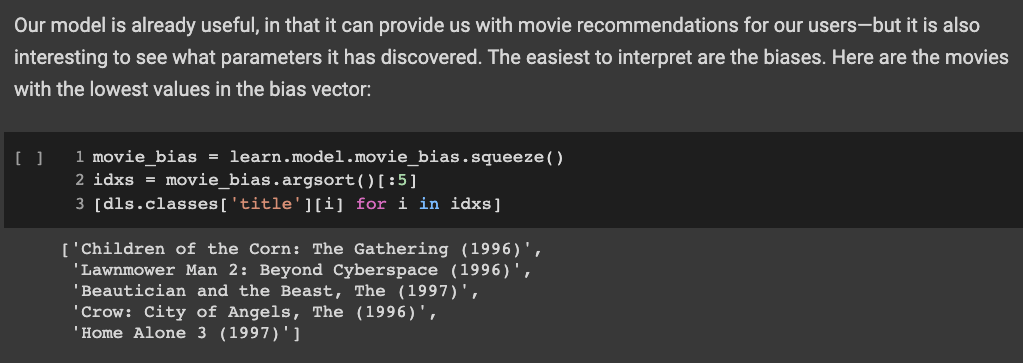 Our model is already useful, in that it can provide us with movie recommendations for our users—but it is also
interesting to see what parameters it has discovered. The easiest to interpret are the biases. Here are the movies
with the lowest values in the bias vector:
[ ] 1 movie_bias = learn.model.movie_bias.squeeze()
2 idxs = movie_bias.argsort()[:5]
3 [dls.classes['title'][i] for i in idxs]
['Children of the Corn: The Gathering (1996)',
'Lawnmower Man 2: Beyond Cyberspace (1996)',
'Beautician and the Beast, The (1997)',
'Crow: City of Angels, The (1996)',
'Home Alone 3 (1997)']